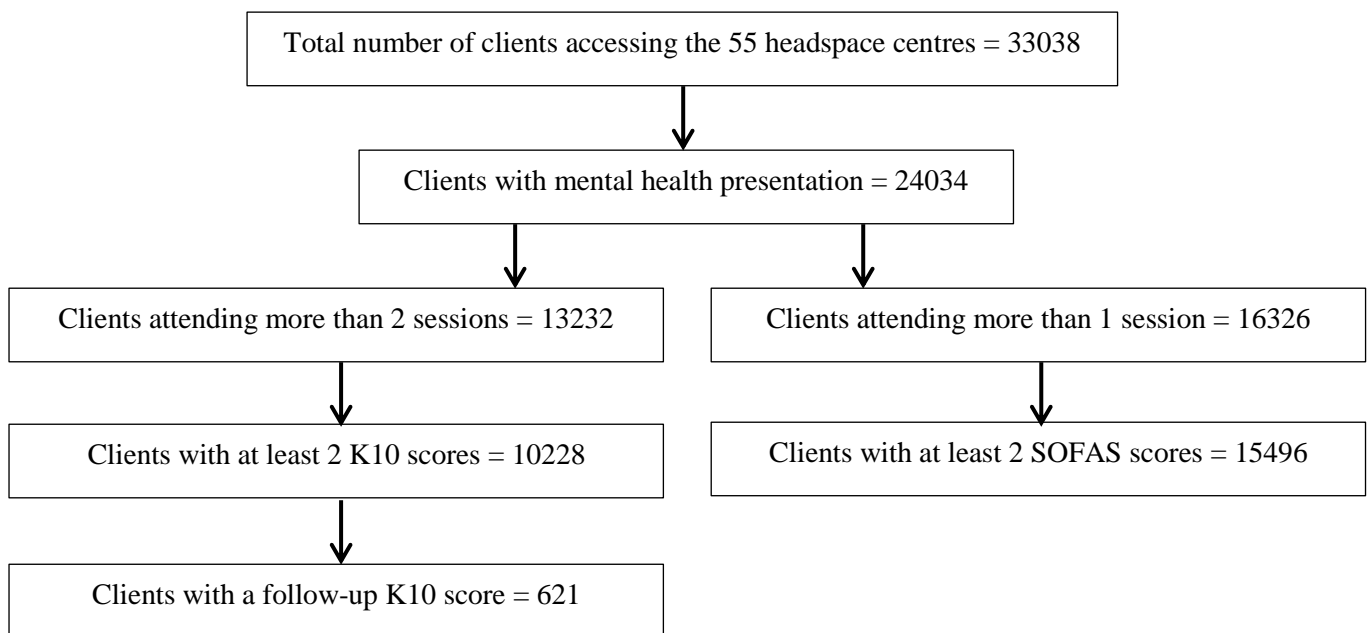 Total number of clients accessing the 55 headspace centres = 33038
Clients with mental health presentation = 24034
Clients attending more than 2 sessions = 13232
Clients attending more than 1 session = 16326
Clients with at least 2 K10 scores = 10228
Clients with at least 2 SOFAS scores = 15496
Clients with a follow-up K10 score = 621